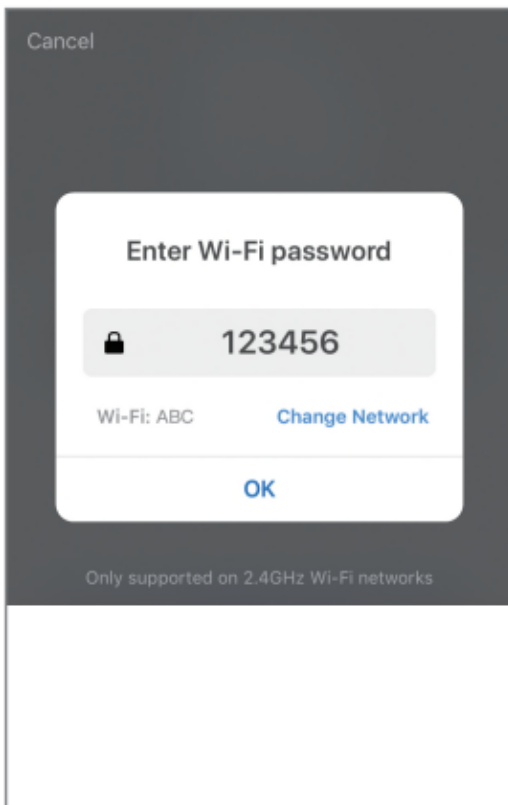 Cancel
Enter Wi-Fi password
123456
Wi-Fi: ABC Change Network
OK
Only supported on 2.4GHz Wi-Fi networks